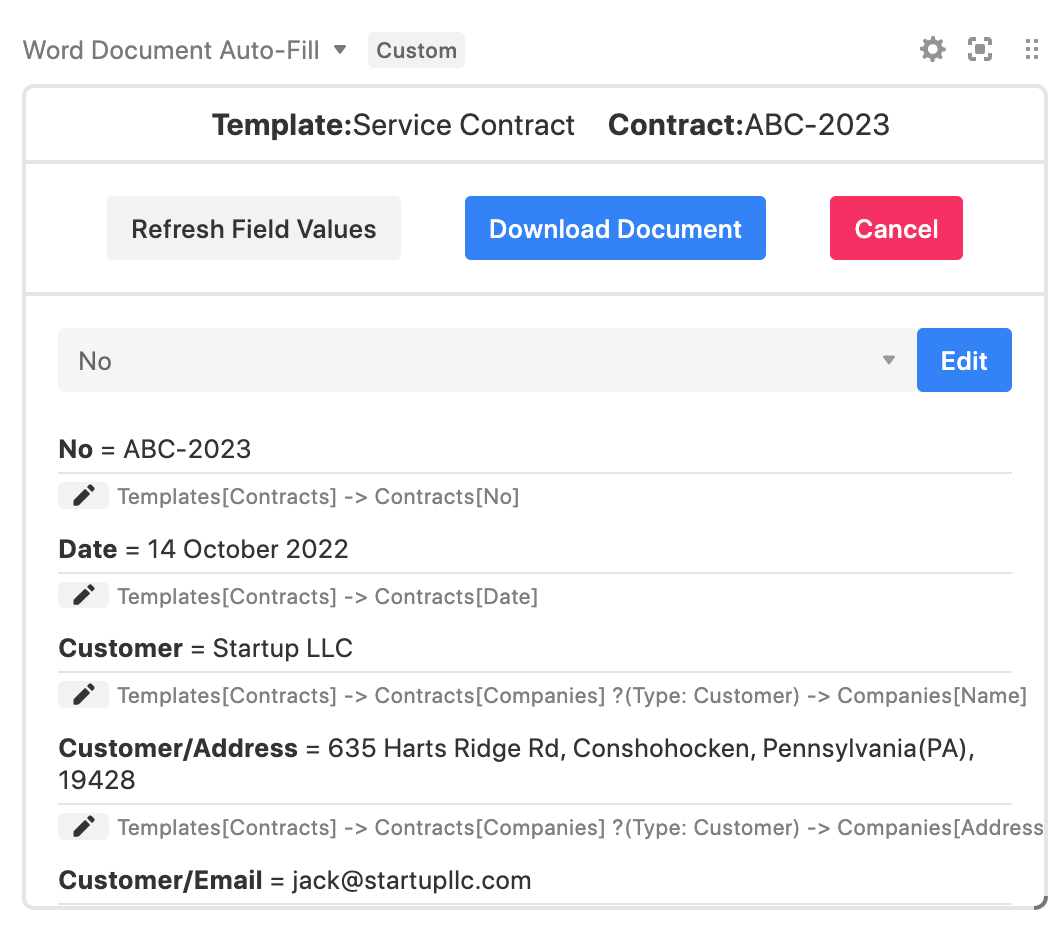 Word Document Auto-Fill Custom
Template:Service Contract Contract:ABC-2023
Refresh Field Values Download Document Cancel
No Edit
No = ABC-2023
Templates[Contracts] -> Contracts[No]
Date = 14 October 2022
Templates[Contracts] -> Contracts[Date]
Customer = Startup LLC
Templates[Contracts] -> Contracts[Companies] ?(Type: Customer) -> Companies[Name]
Customer/Address = 635 Harts Ridge Rd, Conshohocken, Pennsylvania(PA),
19428
Templates[Contracts] -> Contracts[Companies] ?(Type: Customer) -> Companies[Address
Customer/Email = jack@startupllc.com